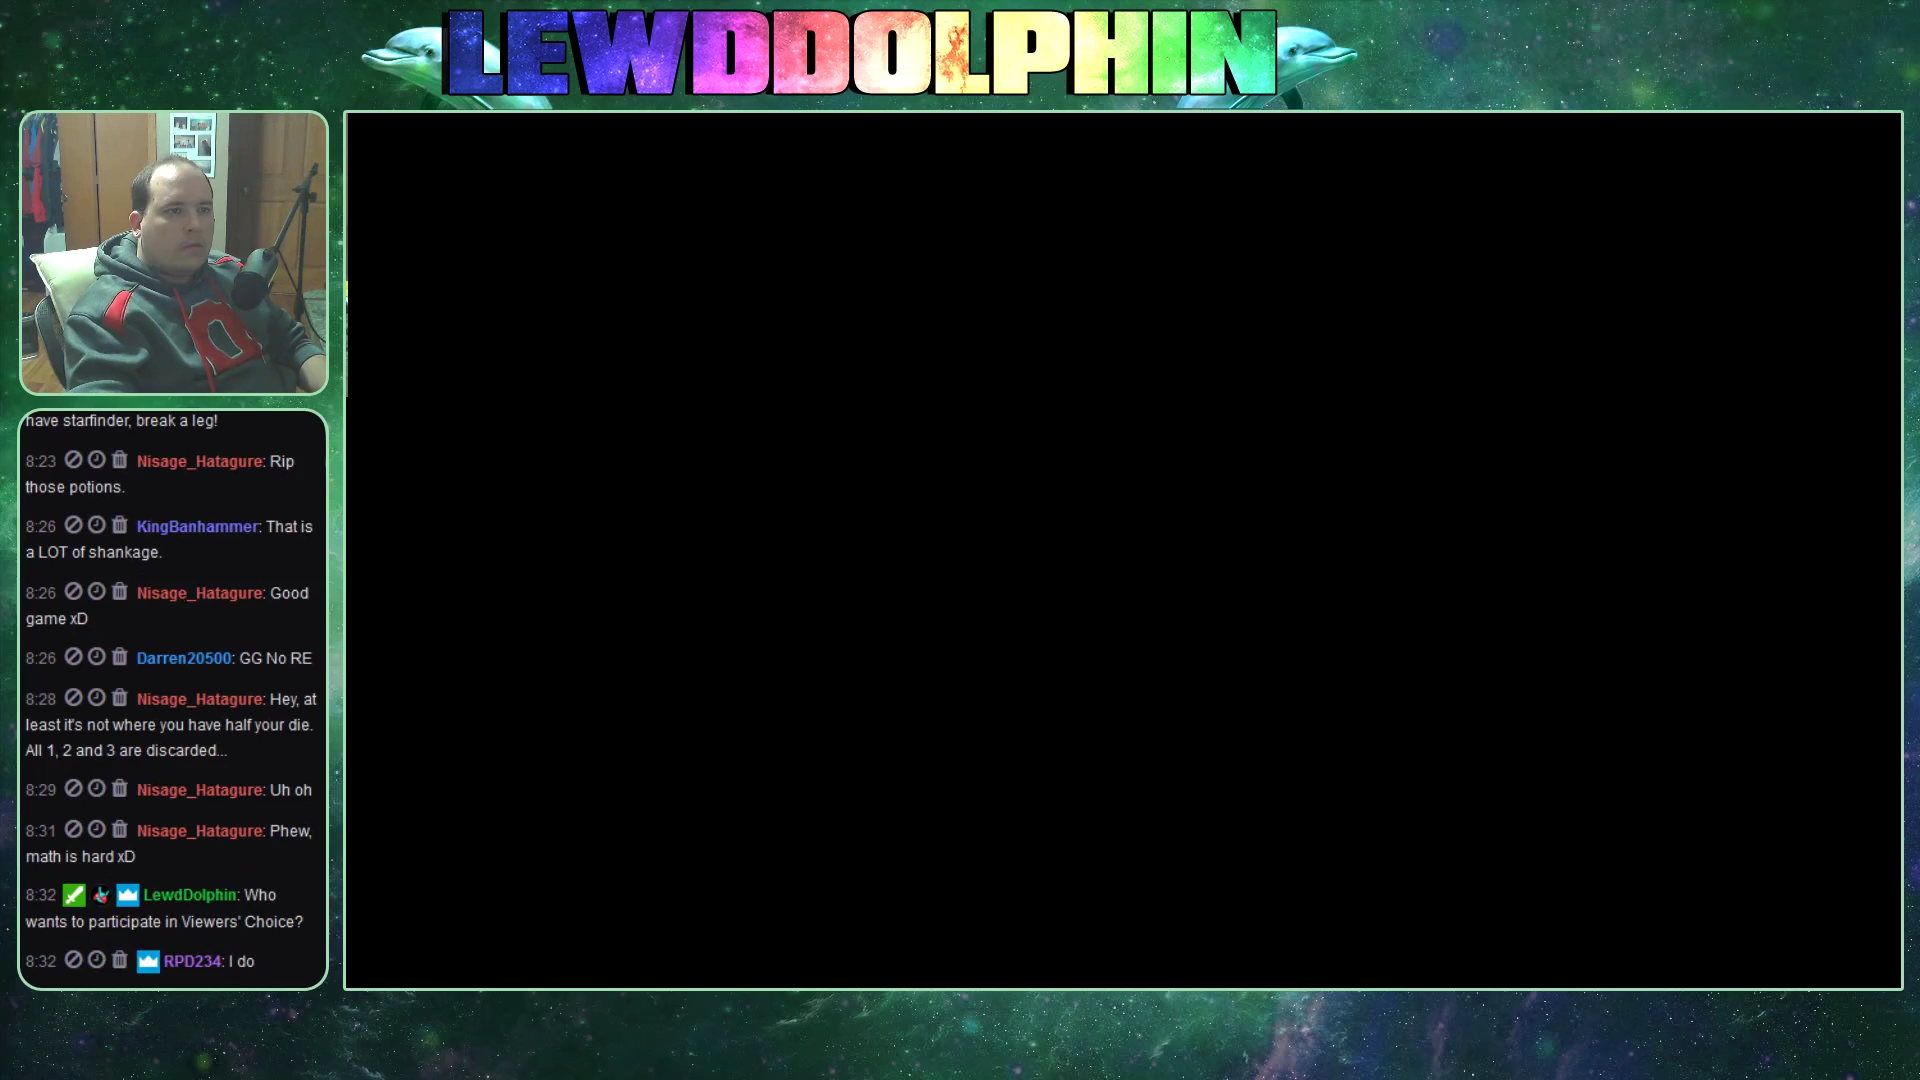 LEWDDOLPHIN
have starfinder, break a leg!
8:23 Nisage_Hatagure: Rip
those potions.
8:26 KingBanhammer: That is
a LOT of shankage.
8:26 Nisage_Hatagure: Good
game xD
8:26 Darren20500: GG No RE
8:28 Nisage_Hatagure: Hey, at
least it's not where you have half your die.
All 1, 2 and 3 are discarded...
8:29 Nisage_Hatagure: Uh oh
8:31 Nisage_Hatagure: Phew,
math is hard xD
8:32 LewdDolphin: Who
wants to participate in Viewers' Choice?
8:32 RPD234: I do